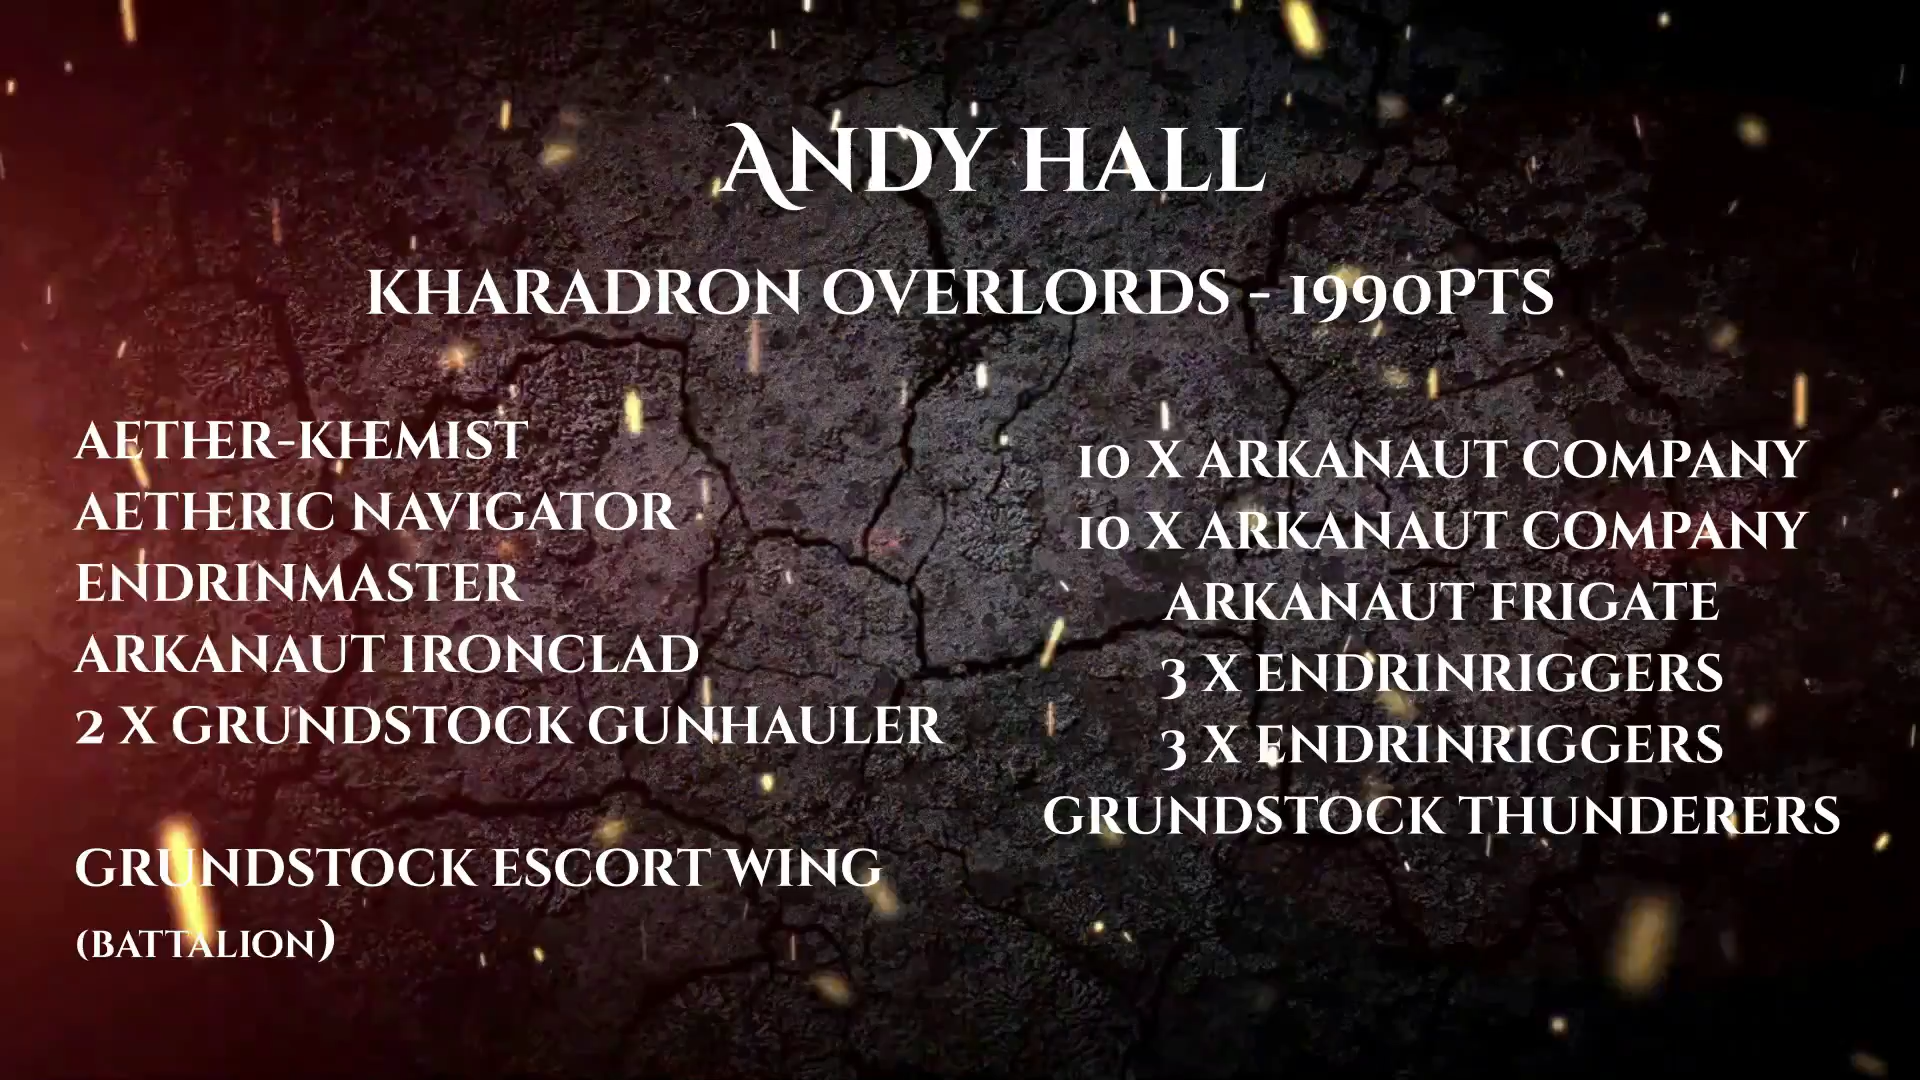 ANDY HALL
KHARADRON OVERLORDS - 1990PTS
AETHER-KHEMIST
AETHERIC NAVIGATOR
ENDRINMASTER
ARKANAUT IRONCLAD
2 X GRUNDSTOCK GUNHAULER
GRUNDSTOCK ESCORT WING
(BATTALION)
10 X ARKANAUT COMPANY
10 X ARKANAUT COMPANY
ARKANAUT FRIGATE
3 X ENDRINRIGGERS
3 X ENDRINRIGGERS
GRUNDSTOCK THUNDERERS